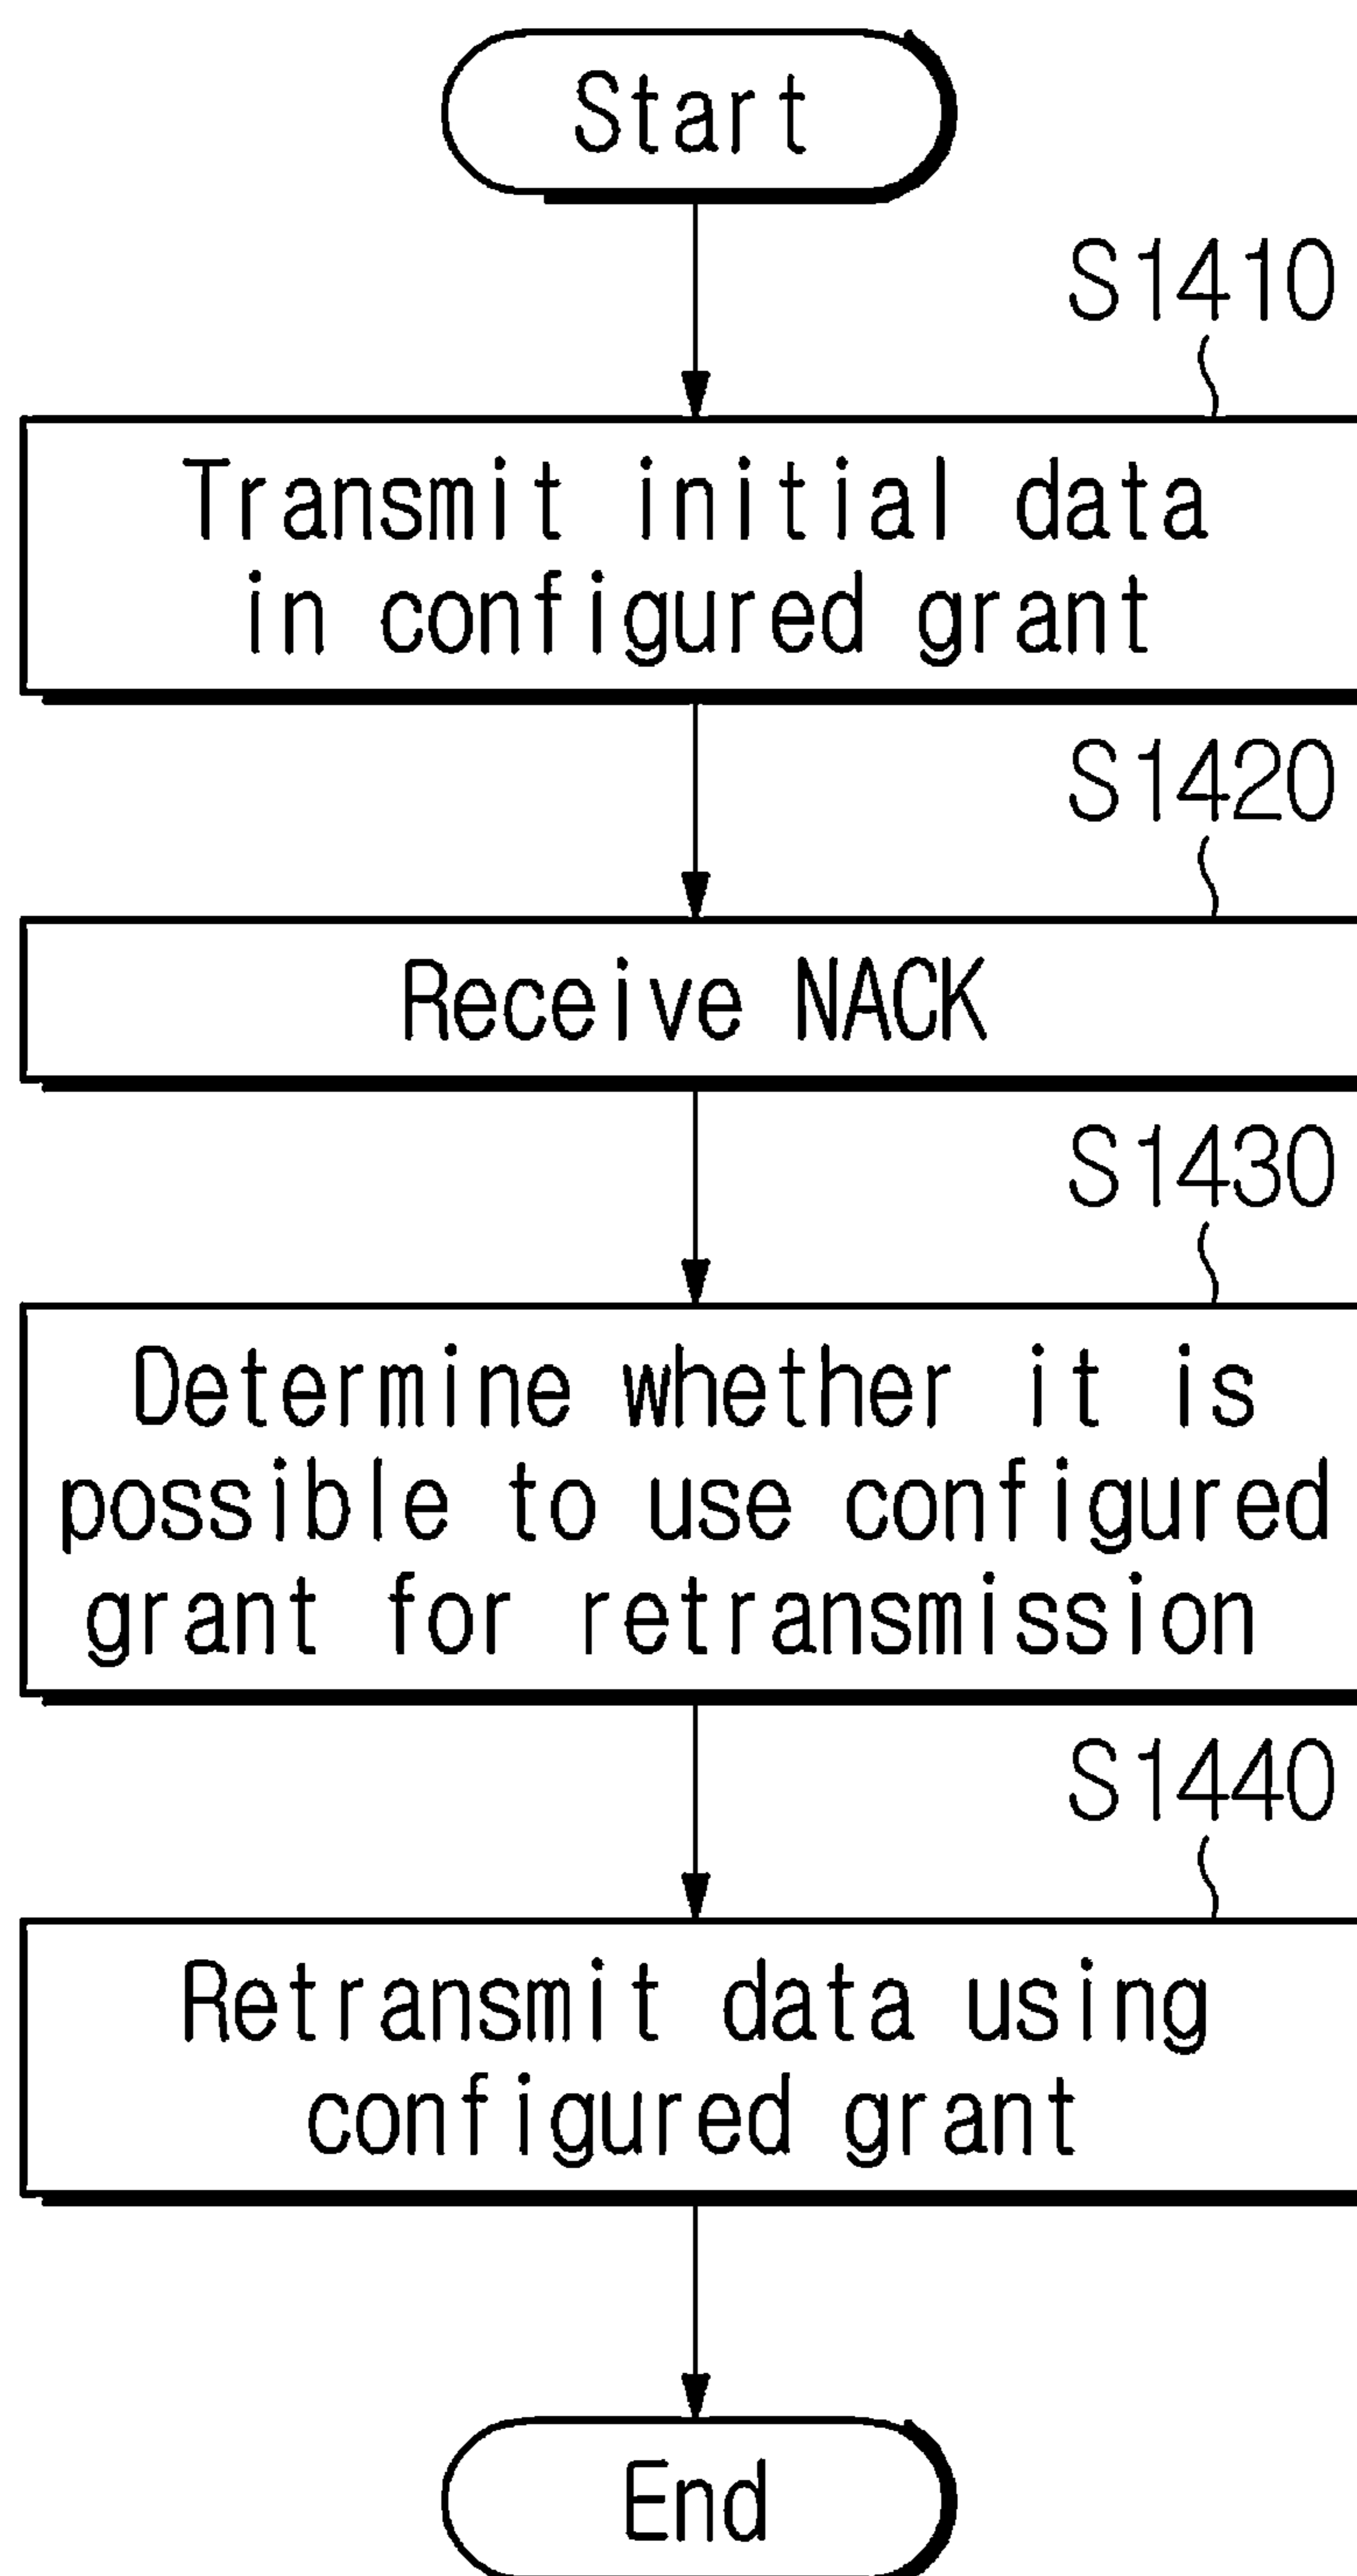 Start
S1410
Transmit initial data
in configured grant
S1420
Receive NACK
S1430
Determine whether it is
possible to use configured
grant for retransmission
S1440
Retransmit data using
configured grant
End